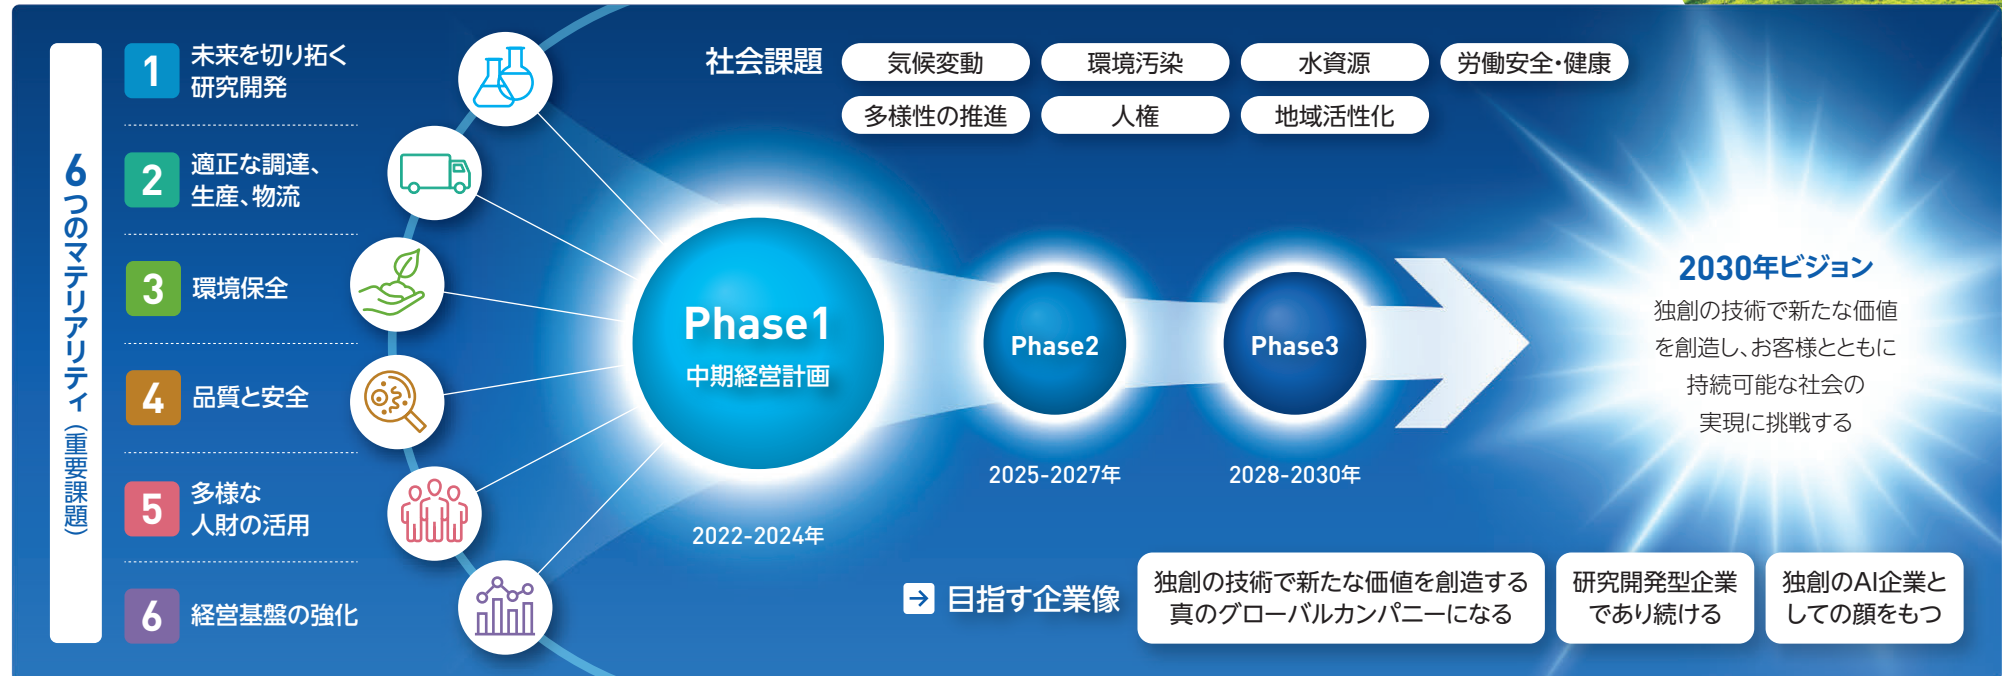 6つのマテリアリティ（重要課題）
1
未来を切り拓く
研究開発
2
適正な調達、
生産、物流
3
環境保全
4
品質と安全
5
多様な
人財の活用
6
経営基盤の強化
社会課題
気候変動
環境汚染
水資源
労働安全・健康
多様性の推進
人権
地域活性化
Phase1
中期経営計画
2022-2024年
Phase2
2025-2027年
Phase3
2028-2030年
2030年ビジョン
独創の技術で新たな価値
を創造し、お客様とともに
持続可能な社会の
実現に挑戦する
目指す企業像
独創の技術で新たな価値を創造する
真のグローバルカンパニーになる
研究開発型企業
であり続ける
独創のAI企業と
しての顔をもつ